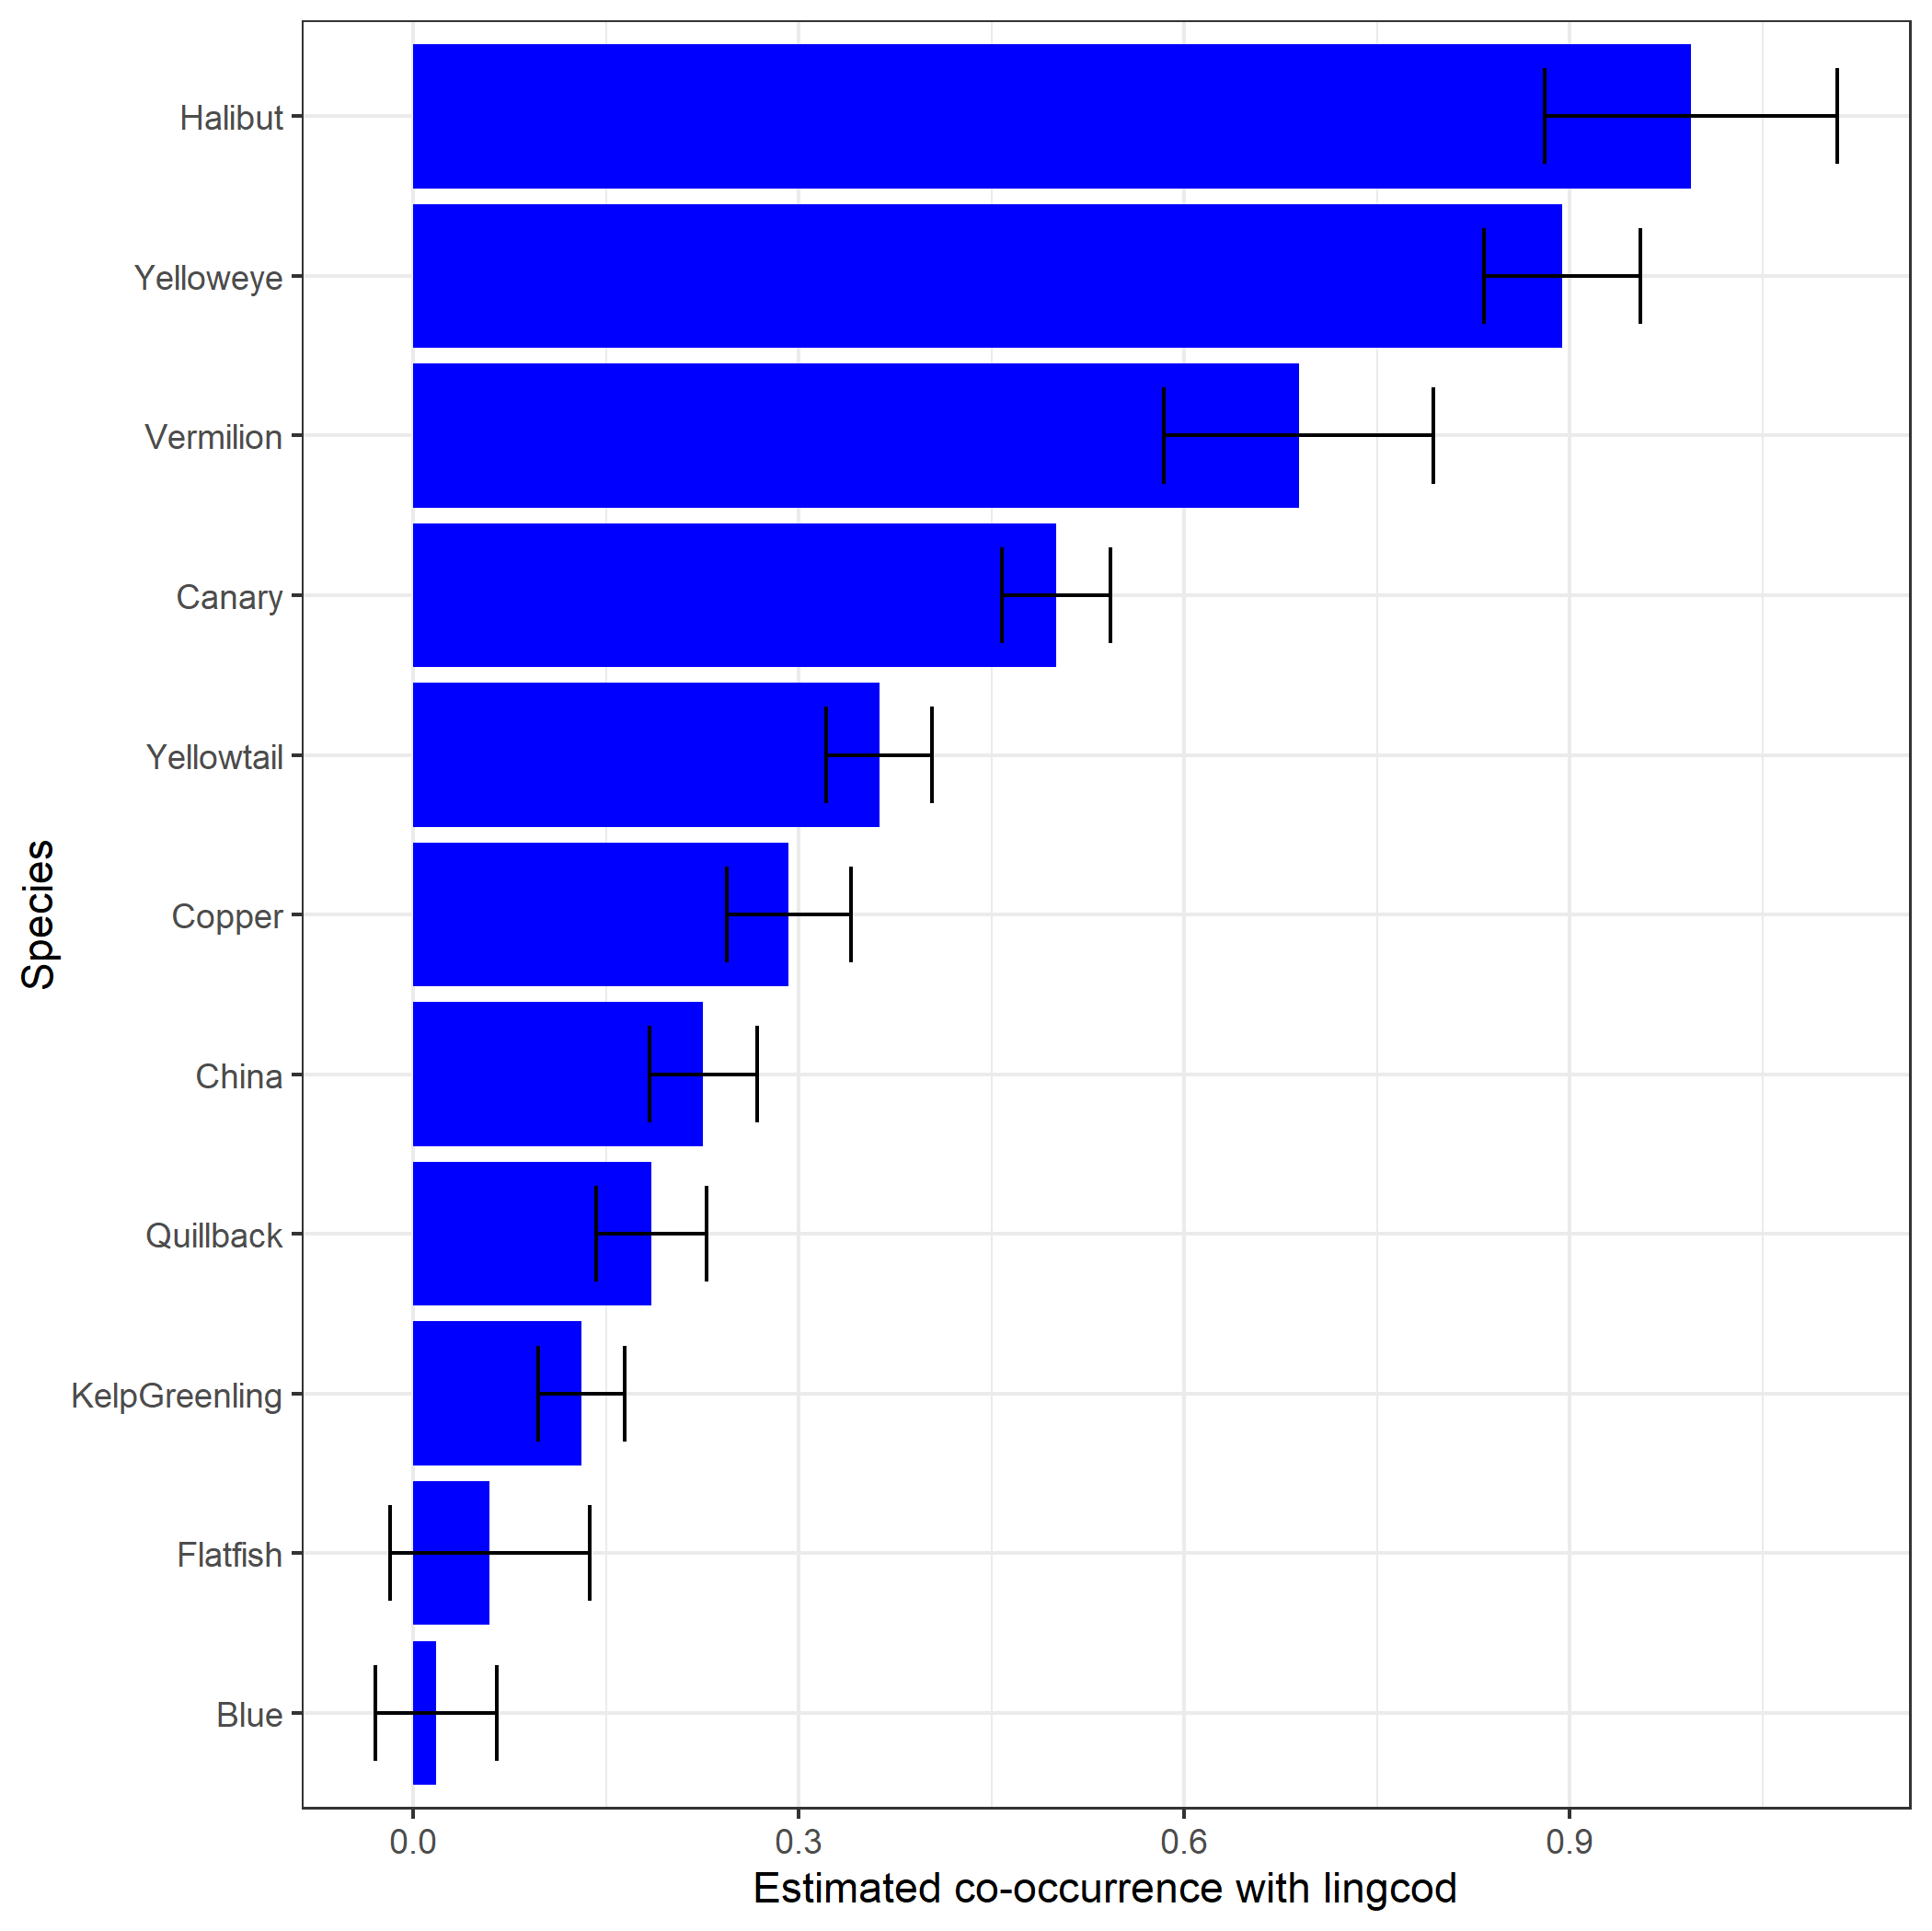 Halibut
Yelloweye
Vermilion
Canary
Yellowtail
Copper
China
Quillback
KelpGreenling
Flatfish
Blue
Species
0.0 0.3 0.6 0.9
Estimated co-occurrence with lingcod